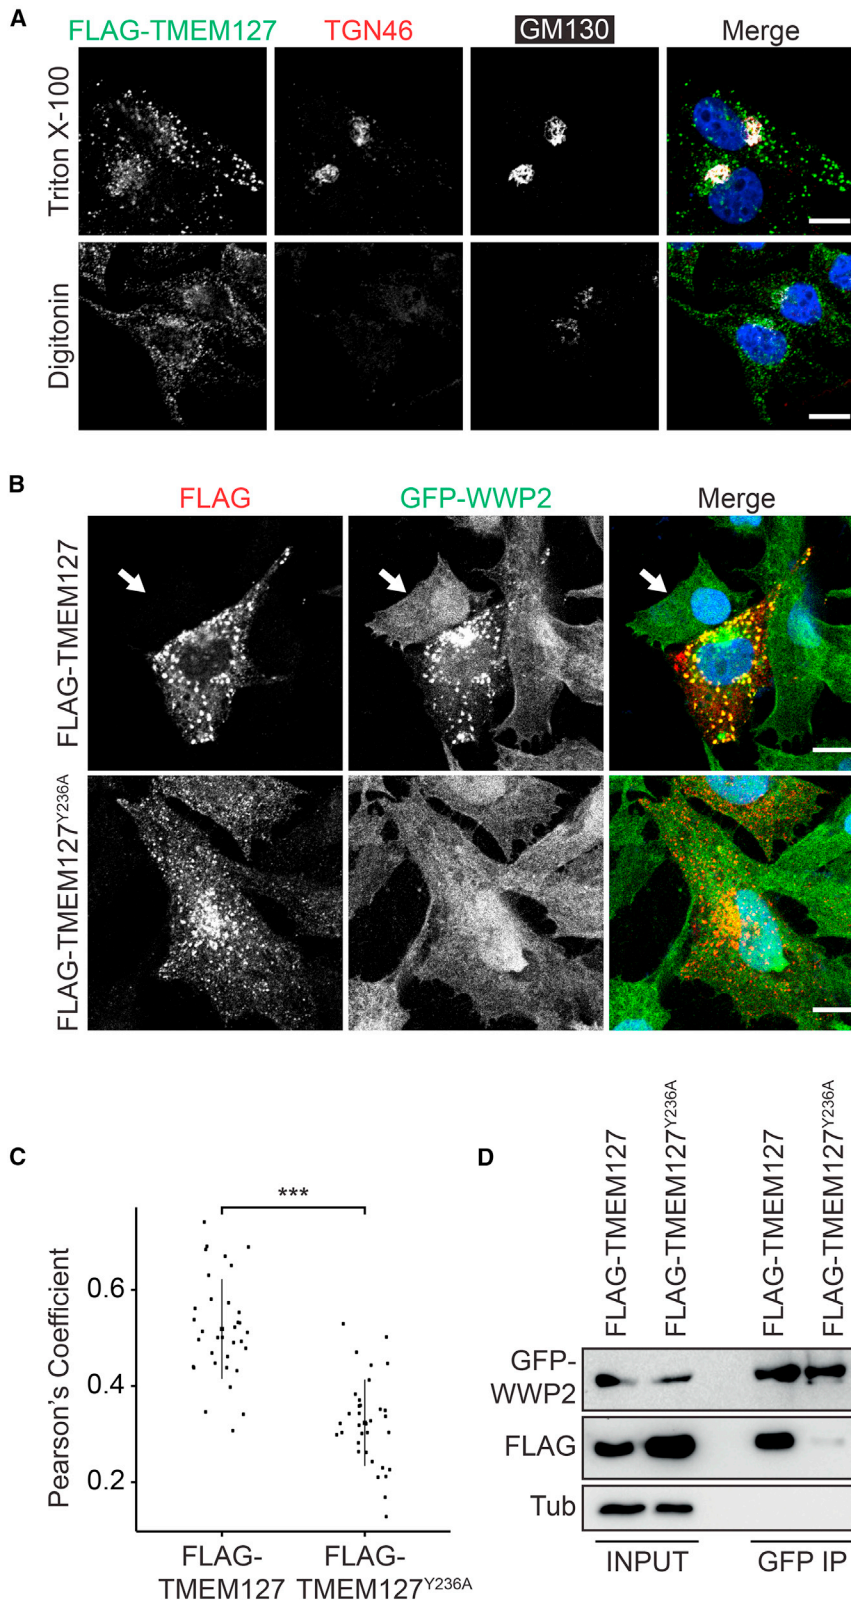 A
FLAG-TMEM127
TGN46
GM130
Merge
Triton X-100
Digitonin
B
FLAG
GFP-WWP2
Merge
FLAG-TMEM127
FLAG-TMEM127Y236A
C
***
Pearson's Coefficient
0.6
0.4
0.2
FLAG-
TMEM127
FLAG-
TMEM127Y236A
D
FLAG-TMEM127
FLAG-TMEM127Y236A
FLAG-TMEM127
FLAG-TMEM127Y236A
GFP-
WWP2
FLAG
Tub
INPUT
GFP IP